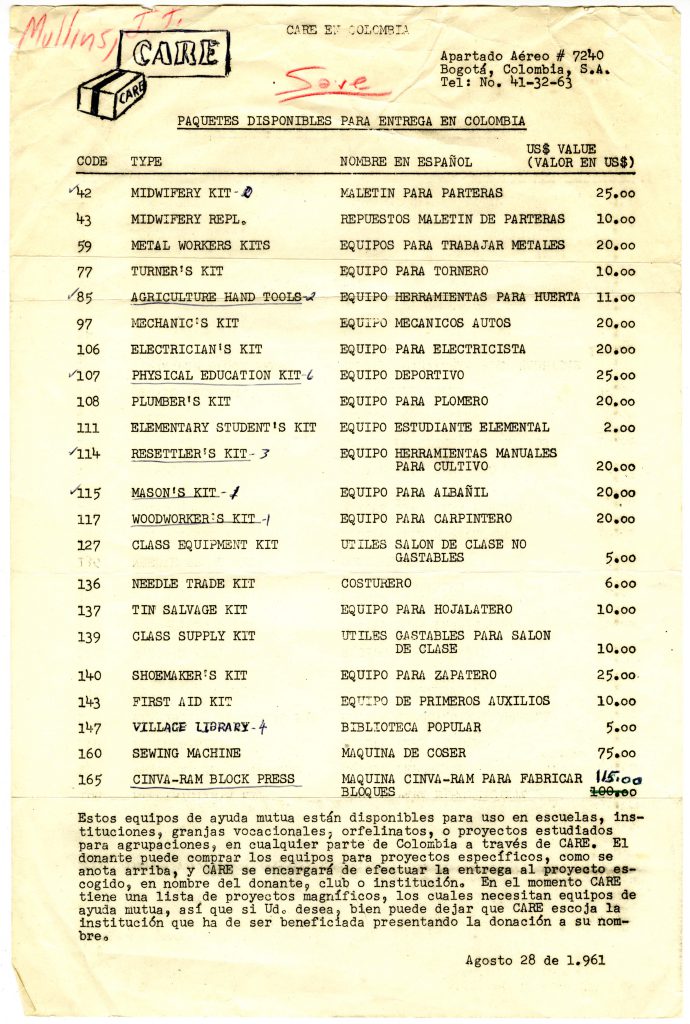 Mullins, J. J.
CARE EN COLOMBIA
CARE
CARE
Save
Apartado Aéreo # 7240
Bogotá, Colombia, S.A.
Tel: No. 41-32-63
PAQUETES DISPONIBLES PARA ENTREGA EN COLOMBIA
CODE TYPE NOMBRE EN ESPAÑOL US$ VALUE (VALOR EN US$)
✓42 MIDWIFERY KIT-0 MALETIN PARA PARTERAS 25.00
43 MIDWIFERY REPL. REPUESTOS MALETIN DE PARTERAS 10.00
59 METAL WORKERS KITS EQUIPOS PARA TRABAJAR METALES 20.00
77 TURNER'S KIT EQUIPO PARA TORNERO 10.00
✓85 AGRICULTURE HAND TOOLS-2 EQUIPO HERRAMIENTAS PARA HUERTA 11.00
97 MECHANIC'S KIT EQUIPO MECANICOS AUTOS 20.00
106 ELECTRICIAN'S KIT EQUIPO PARA ELECTRICISTA 20.00
✓107 PHYSICAL EDUCATION KIT-6 EQUIPO DEPORTIVO 25.00
108 PLUMBER'S KIT EQUIPO PARA PLOMERO 20.00
111 ELEMENTARY STUDENT'S KIT EQUIPO ESTUDIANTE ELEMENTAL 2.00
✓114 RESETTLER'S KIT-3 EQUIPO HERRAMIENTAS MANUALES
PARA CULTIVO 20.00
✓115 MASON'S KIT-1 EQUIPO PARA ALBAÑIL 20.00
117 WOODWORKER'S KIT-1 EQUIPO PARA CARPINTERO 20.00
127 CLASS EQUIPMENT KIT UTILES SALON DE CLASE NO
GASTABLES 5.00
136 NEEDLE TRADE KIT COSTURERO 6.00
137 TIN SALVAGE KIT EQUIPO PARA HOJALATERO 10.00
139 CLASS SUPPLY KIT UTILES GASTABLES PARA SALON
DE CLASE 10.00
140 SHOEMAKER'S KIT EQUIPO PARA ZAPATERO 25.00
143 FIRST AID KIT EQUIPO DE PRIMEROS AUXILIOS 10.00
147 VILLAGE LIBRARY-4 BIBLIOTECA POPULAR 5.00
160 SEWING MACHINE MAQUINA DE COSER 75.00
165 CINVA-RAM BLOCK PRESS MAQUINA CINVA-RAM PARA FABRICAR 115.00
BLOQUES 100.00
Estos equipos de ayuda mutua están disponibles para uso en escuelas, ins-
tituciones, granjas vocacionales, orfelinatos, o proyectos estudiados
para agrupaciones, en cualquier parte de Colombia a través de CARE. El
donante puede comprar los equipos para proyectos específicos, como se
anota arriba, y CARE se encargará de efectuar la entrega al proyecto es-
cogido, en nombre del donante, club o institución. En el momento CARE
tiene una lista de proyectos magníficos, los cuales necesitan equipos de
ayuda mutua, así que si Ud. desea, bien puede dejar que CARE escoja la
institución que ha de ser beneficiada presentando la donación a su nom-
bre.
Agosto 28 de 1.961